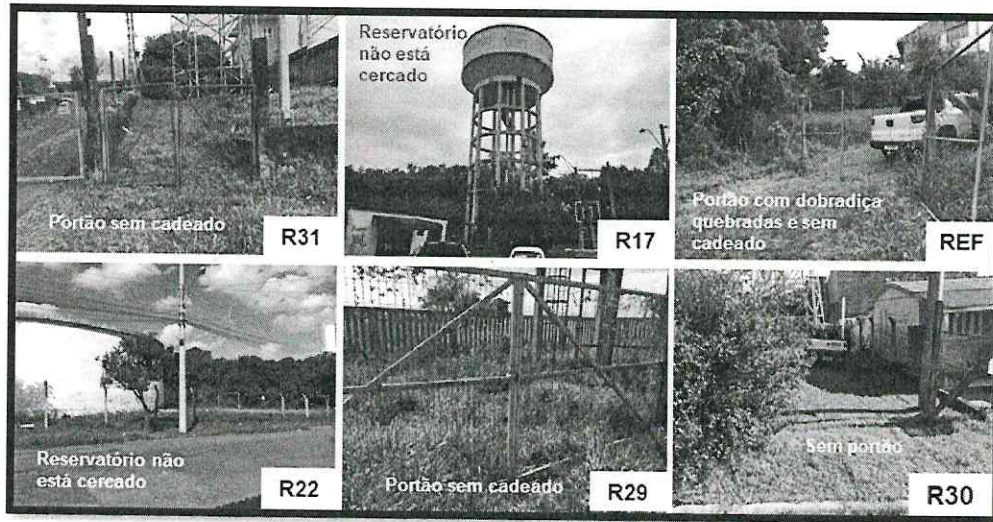 Portão sem cadeado
R31
Reservatório
não está
cercado
R17
Portão com dobradiça
quebradas e sem
cadeado
REF
Reservatório não
está cercado
R22
Portão sem cadeado
R29
Sem portão
R30